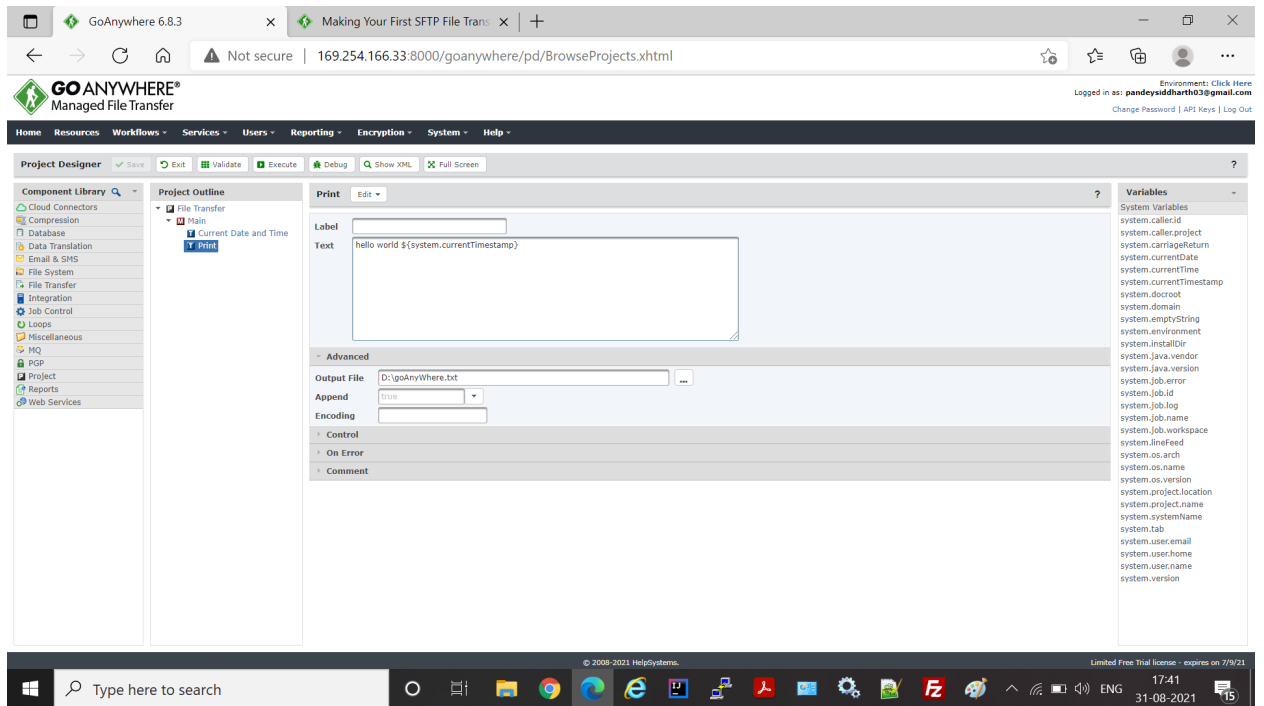 GoAnywhere 6.8.3
Making Your First SFTP File Trans
Not secure | 169.254.166.33:8000/goanywhere/pd/BrowseProjects.xhtml
GO ANYWHERE®
Managed File Transfer
Environment: Click Here
Logged in as: pandeysiddharth03@gmail.com
Change Password | API Keys | Log Out
Home Resources Workflows Services Users Reporting Encryption System Help
Project Designer Save Exit Validate Execute Debug Show XML Full Screen ?
Component Library
Cloud Connectors
Compression
Database
Data Translation
Email & SMS
File System
File Transfer
Integration
Job Control
Loops
Miscellaneous
MQ
PGP
Project
Reports
Web Services
Project Outline
File Transfer
Main
Current Date and Time
Print
Print Edit ?
Label
Text hello world ${system.currentTimestamp}
Advanced
Output File D:\goAnyWhere.txt ...
Append true
Encoding
Control
On Error
Comment
Variables
System Variables
system.caller.id
system.caller.project
system.carriageReturn
system.currentDate
system.currentTime
system.currentTimestamp
system.docroot
system.domain
system.emptyString
system.environment
system.installDir
system.java.vendor
system.java.version
system.job.error
system.job.id
system.job.log
system.job.name
system.job.workspace
system.lineFeed
system.os.arch
system.os.name
system.os.version
system.project.location
system.project.name
system.systemName
system.tab
system.user.email
system.user.home
system.user.name
system.version
© 2008-2021 HelpSystems.
Limited Free Trial license - expires on 7/9/21
Type here to search
ENG
17:41
31-08-2021
15